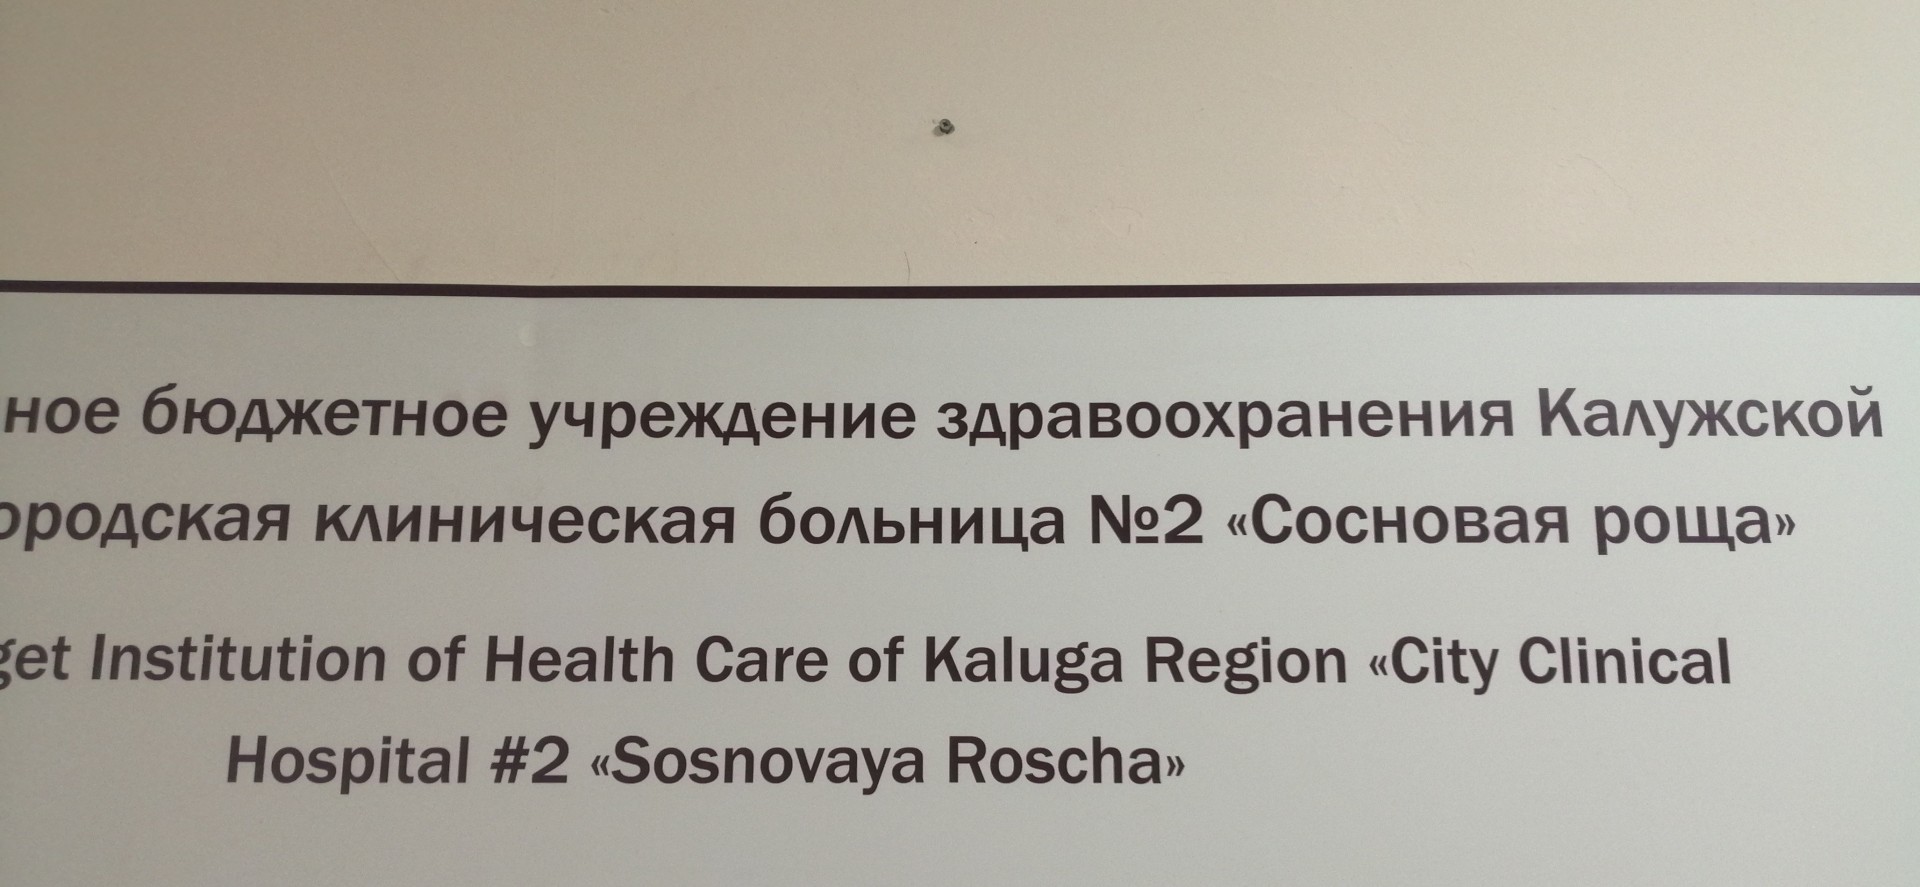 ное бюджетное учреждение здравоохранения Калужской
ородская клиническая больница №2 «Сосновая роща»
get Institution of Health Care of Kaluga Region «City Clinical
Hospital #2 «Sosnovaya Roscha»